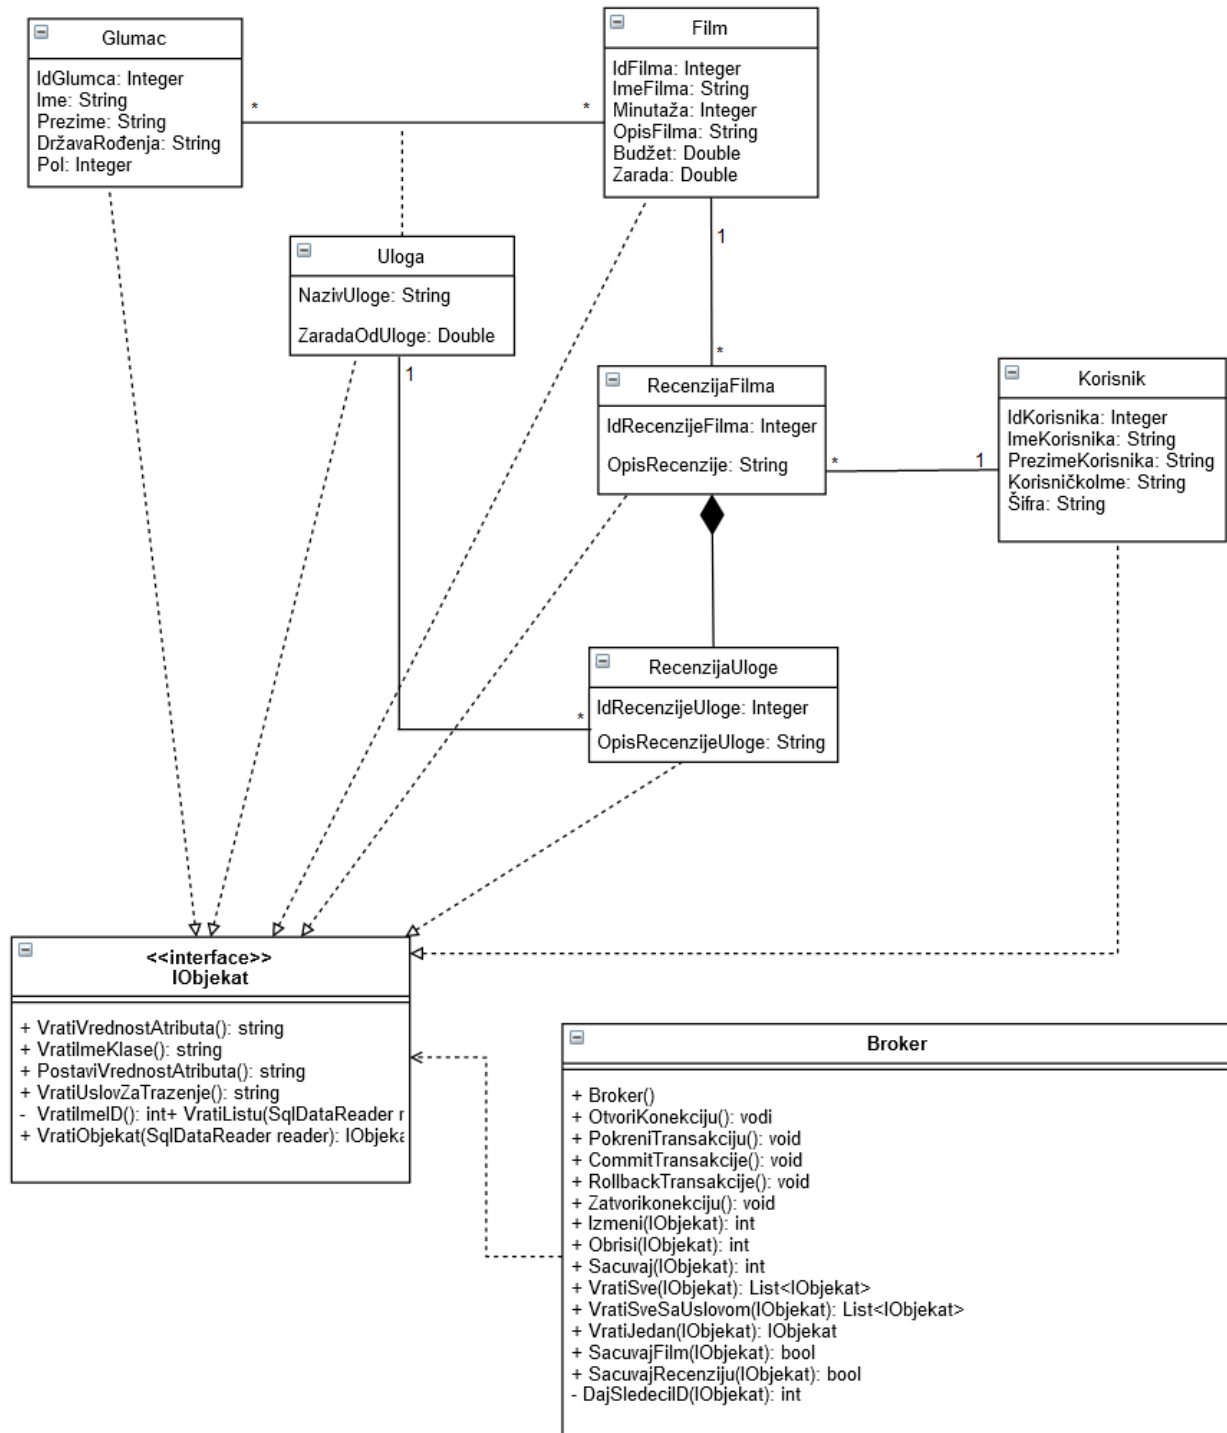 Glumac
IdGlumca: Integer
Ime: String
Prezime: String
DržavaRođenja: String
Pol: Integer
*
*
Film
IdFilma: Integer
ImeFilma: String
Minutaža: Integer
OpisFilma: String
Budžet: Double
Zarada: Double
1
Uloga
NazivUloge: String
ZaradaOdUloge: Double
1
*
RecenzijaFilma
IdRecenzijeFilma: Integer
OpisRecenzije: String
*
1
Korisnik
IdKorisnika: Integer
ImeKorisnika: String
PrezimeKorisnika: String
KorisničkoIme: String
Šifra: String
RecenzijaUloge
IdRecenzijeUloge: Integer
OpisRecenzijeUloge: String
*
<<interface>>
IObjekat
+ VratiVrednostAtributa(): string
+ VratiImeKlase(): string
+ PostaviVrednostAtributa(): string
+ VratiUslovZaTrazenje(): string
- VratiImeID(): int+ VratiListu(SqlDataReader r
+ VratiObjekat(SqlDataReader reader): IObjeka
Broker
+ Broker()
+ OtvoriKonekciju(): vodi
+ PokreniTransakciju(): void
+ CommitTransakcije(): void
+ RollbackTransakcije(): void
+ Zatvorikonekciju(): void
+ Izmeni(IObjekat): int
+ Obrisi(IObjekat): int
+ Sacuvaj(IObjekat): int
+ VratiSve(IObjekat): List<IObjekat>
+ VratiSveSaUslovom(IObjekat): List<IObjekat>
+ VratiJedan(IObjekat): IObjekat
+ SacuvajFilm(IObjekat): bool
+ SacuvajRecenziju(IObjekat): bool
- DajSledeciID(IObjekat): int